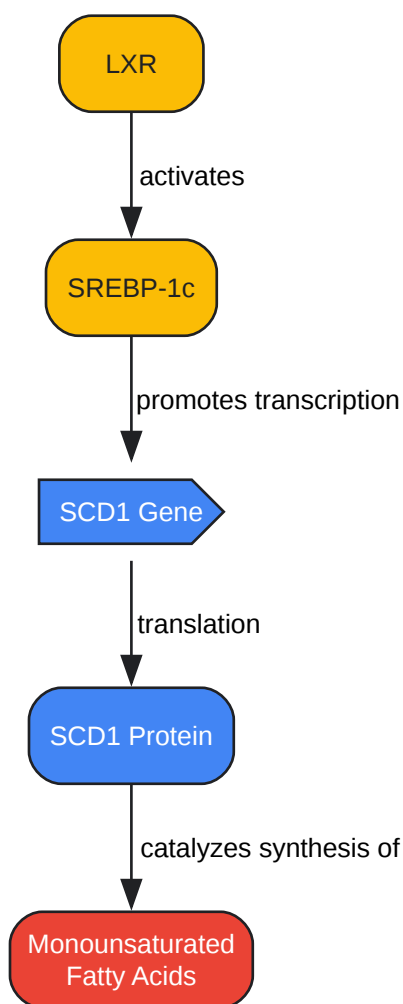 LXR
activates
SREBP-1c
promotes transcription
SCD1 Gene
translation
SCD1 Protein
catalyzes synthesis of
Monounsaturated
Fatty Acids